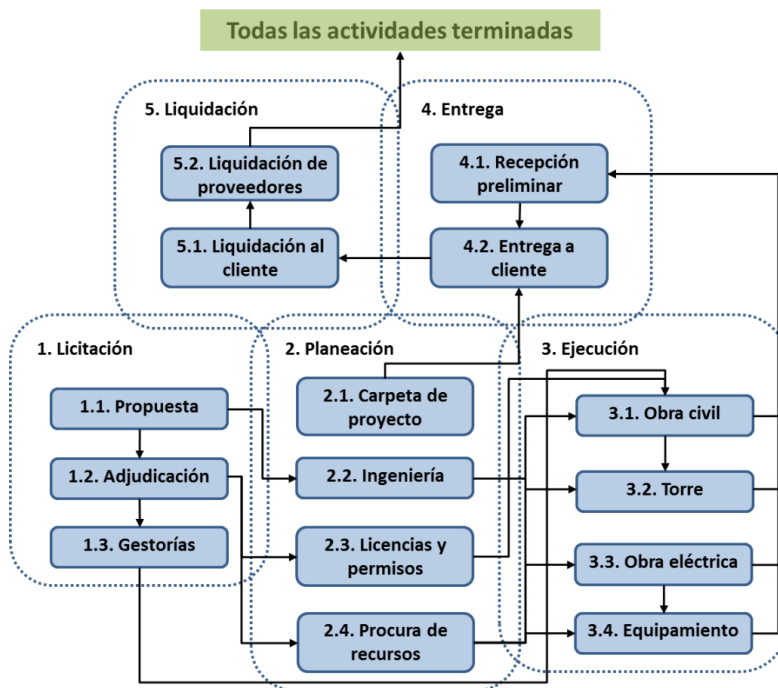 Todas las actividades terminadas
5. Liquidación
4. Entrega
5.2. Liquidación de
proveedores
4.1. Recepción
preliminar
5.1. Liquidación al
cliente
4.2. Entrega a
cliente
1. Licitación
2. Planeación
3. Ejecución
1.1. Propuesta
2.1. Carpeta de
proyecto
3.1. Obra civil
1.2. Adjudicación
2.2. Ingeniería
3.2. Torre
1.3. Gestorías
2.3. Licencias y
permisos
3.3. Obra eléctrica
2.4. Procura de
recursos
3.4. Equipamiento